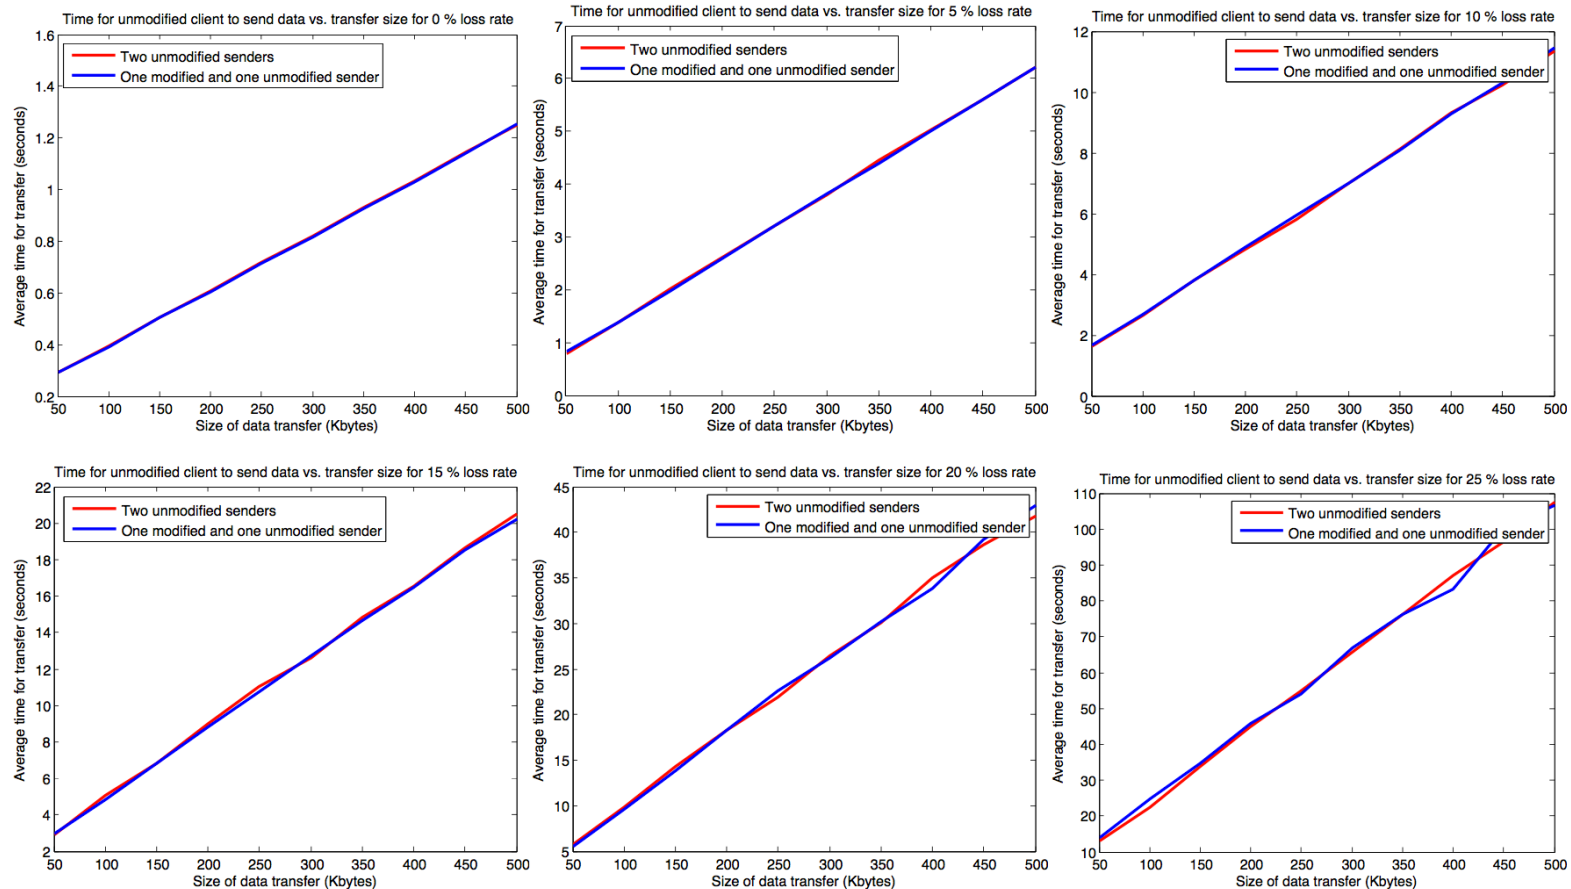 Time for unmodified client to send data vs. transfer size for 0 % loss rate
1.6
1.4
1.2
1
0.8
0.6
0.4
0.2
Average time for transfer (seconds)
Two unmodified senders
One modified and one unmodified sender
50 100 150 200 250 300 350 400 450 500
Size of data transfer (Kbytes)
Time for unmodified client to send data vs. transfer size for 5 % loss rate
7
6
5
4
3
2
1
0
Average time for transfer (seconds)
Two unmodified senders
One modified and one unmodified sender
50 100 150 200 250 300 350 400 450 500
Size of data transfer (Kbytes)
Time for unmodified client to send data vs. transfer size for 10 % loss rate
12
10
8
6
4
2
0
Average time for transfer (seconds)
Two unmodified senders
One modified and one unmodified sender
50 100 150 200 250 300 350 400 450 500
Size of data transfer (Kbytes)
Time for unmodified client to send data vs. transfer size for 15 % loss rate
22
20
18
16
14
12
10
8
6
4
2
Average time for transfer (seconds)
Two unmodified senders
One modified and one unmodified sender
50 100 150 200 250 300 350 400 450 500
Size of data transfer (Kbytes)
Time for unmodified client to send data vs. transfer size for 20 % loss rate
45
40
35
30
25
20
15
10
5
Average time for transfer (seconds)
Two unmodified senders
One modified and one unmodified sender
50 100 150 200 250 300 350 400 450 500
Size of data transfer (Kbytes)
Time for unmodified client to send data vs. transfer size for 25 % loss rate
110
100
90
80
70
60
50
40
30
20
10
Average time for transfer (seconds)
Two unmodified senders
One modified and one unmodified sender
50 100 150 200 250 300 350 400 450 500
Size of data transfer (Kbytes)